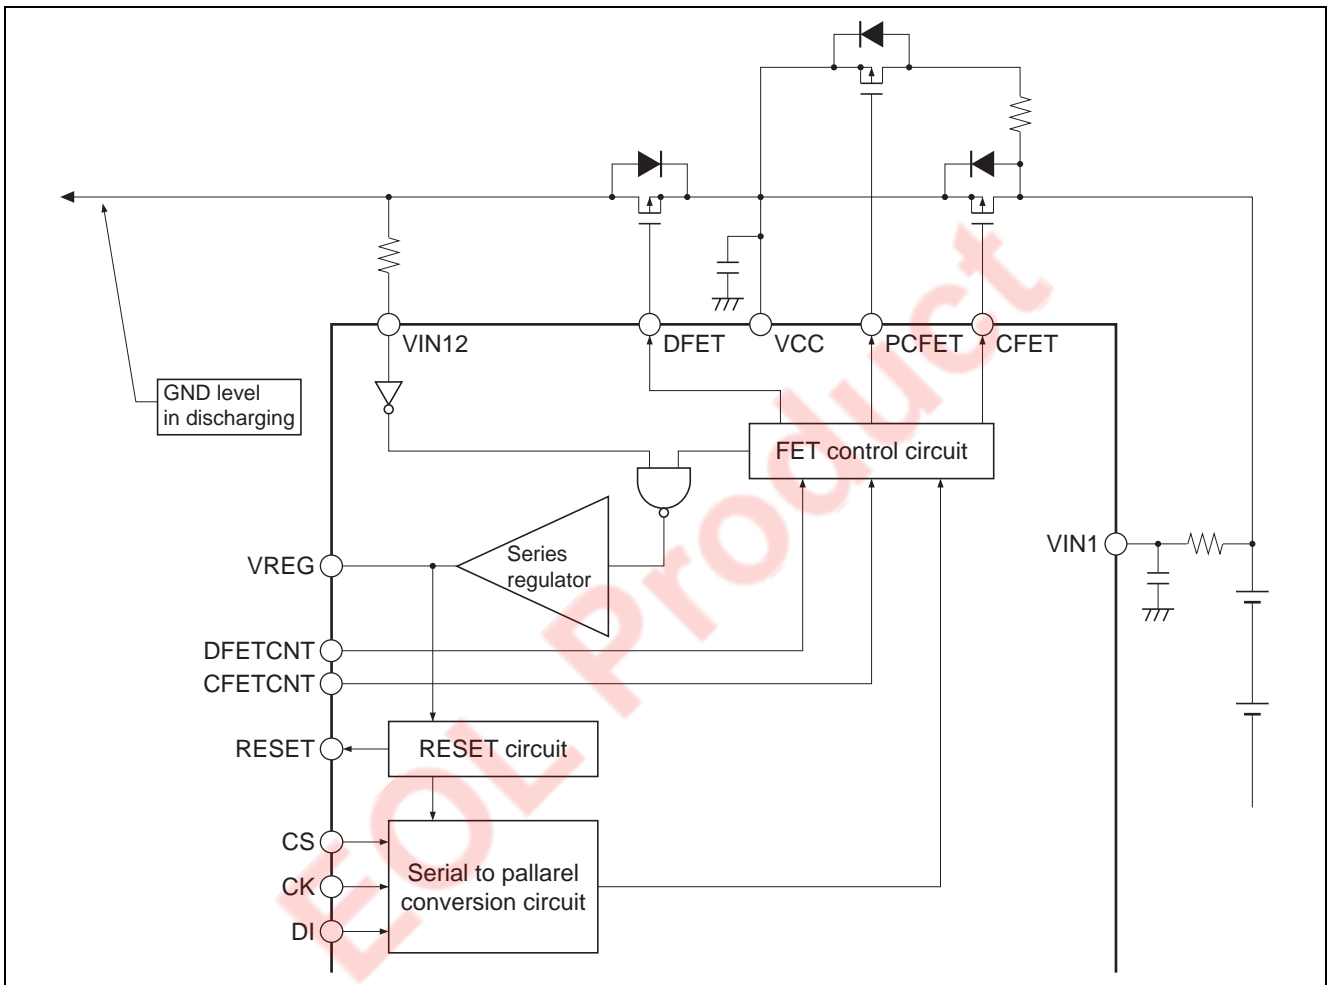 VIN12
DFET
VCC
PCFET
CFET
GND level
in discharging
FET control circuit
Series
regulator
VREG
VIN1
DFETCNT
CFETCNT
RESET
RESET circuit
CS
CK
DI
Serial to pallarel
conversion circuit
EOL Product